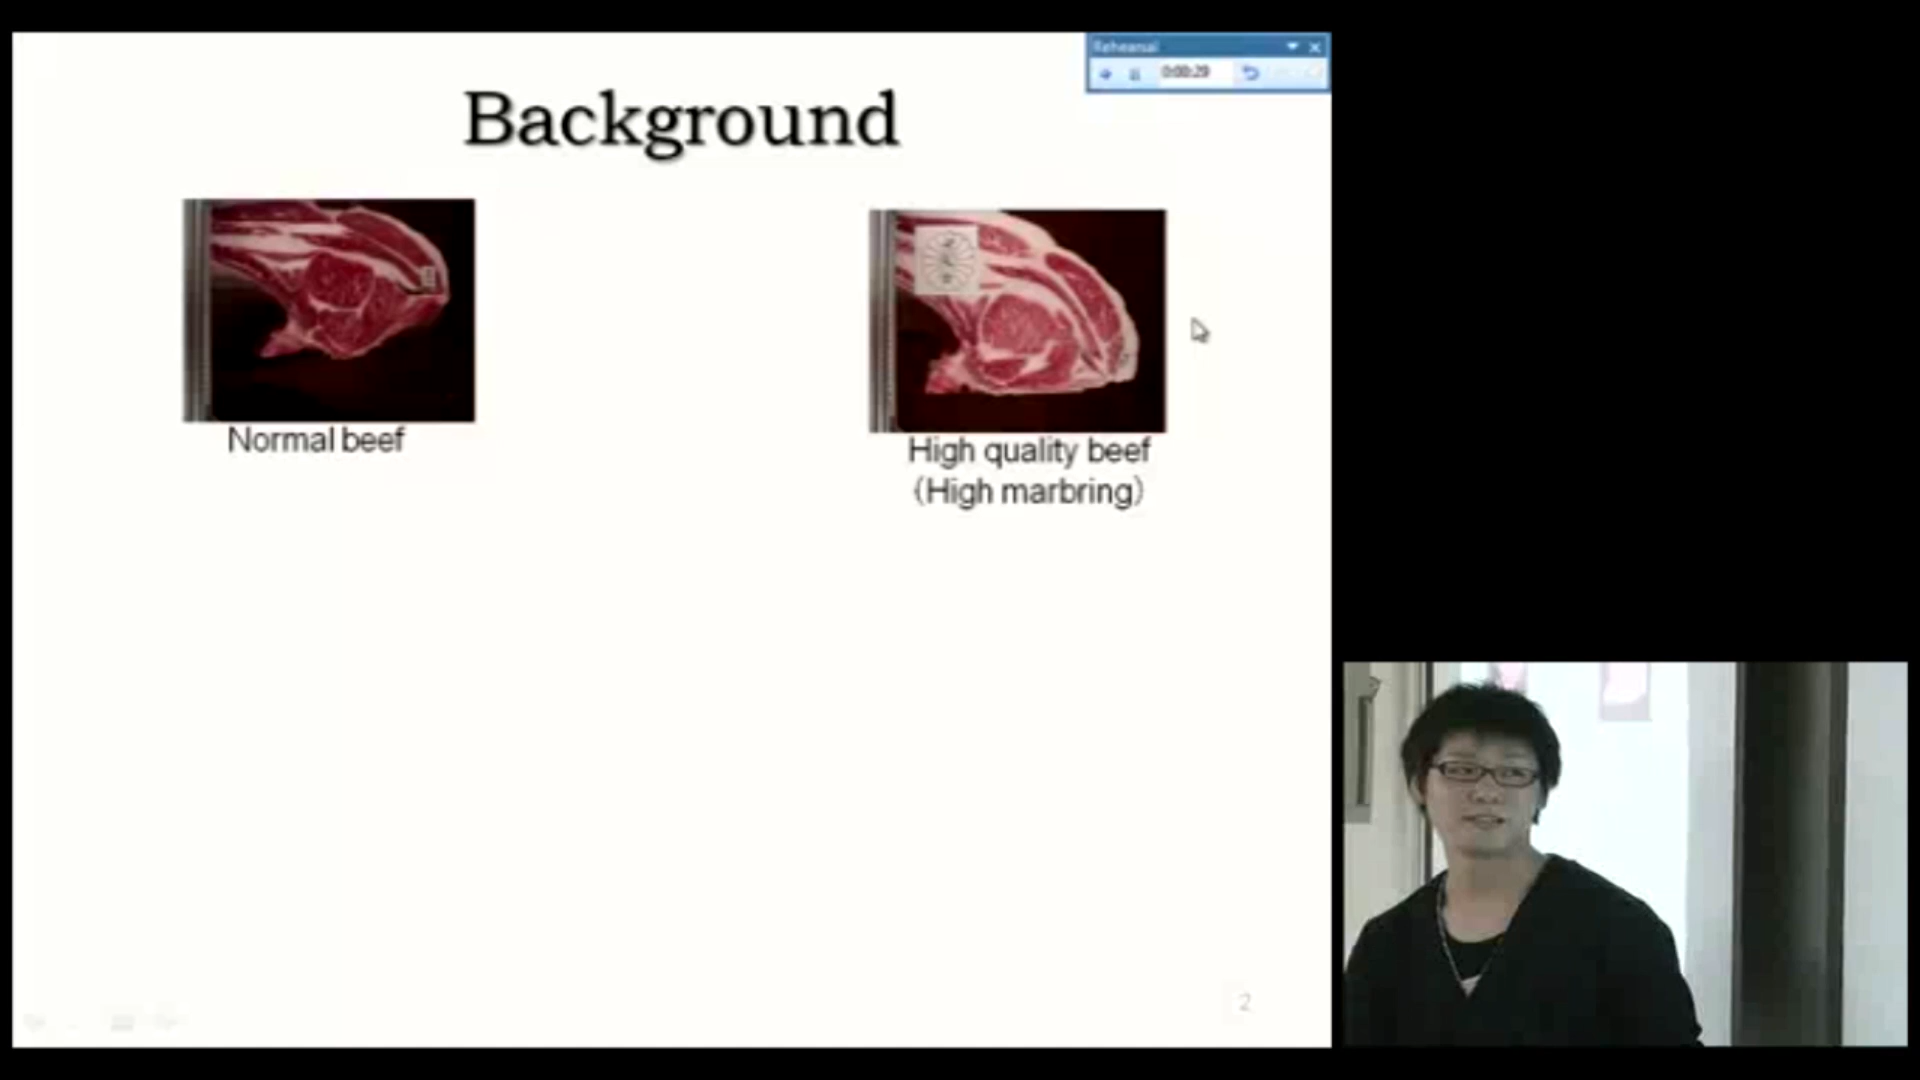 Rehearsal
0:00:29
Background
Normal beef
High quality beef
(High marbring)
2